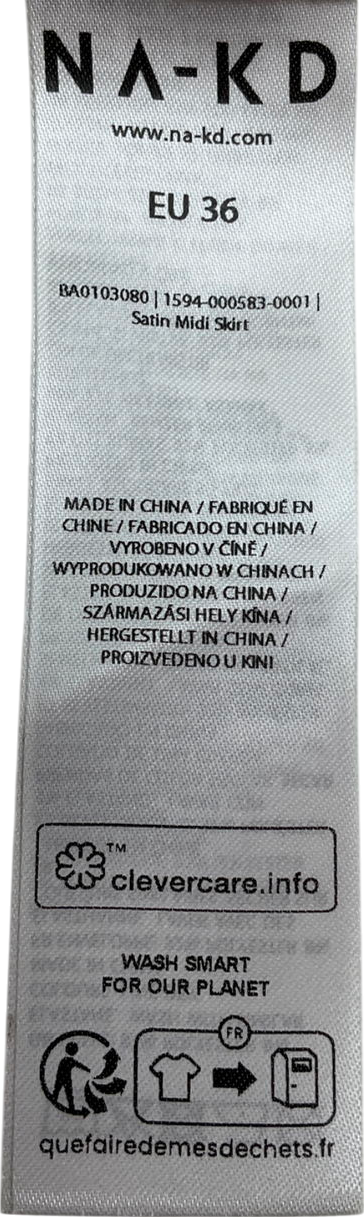 NA-KD
www.na-kd.com
EU 36
BA0103080 | 1594-000583-0001 |
Satin Midi Skirt
MADE IN CHINA / FABRIQUÉ EN
CHINE / FABRICADO EN CHINA /
VYROBENO V ČÍNĚ /
WYPRODUKOWANO W CHINACH /
PRODUZIDO NA CHINA /
SZÁRMAZÁSI HELY KÍNA /
HERGESTELLT IN CHINA /
PROIZVEDENO U KINI
™
clevercare.info
WASH SMART
FOR OUR PLANET
FR
quefairedemesdechets.fr